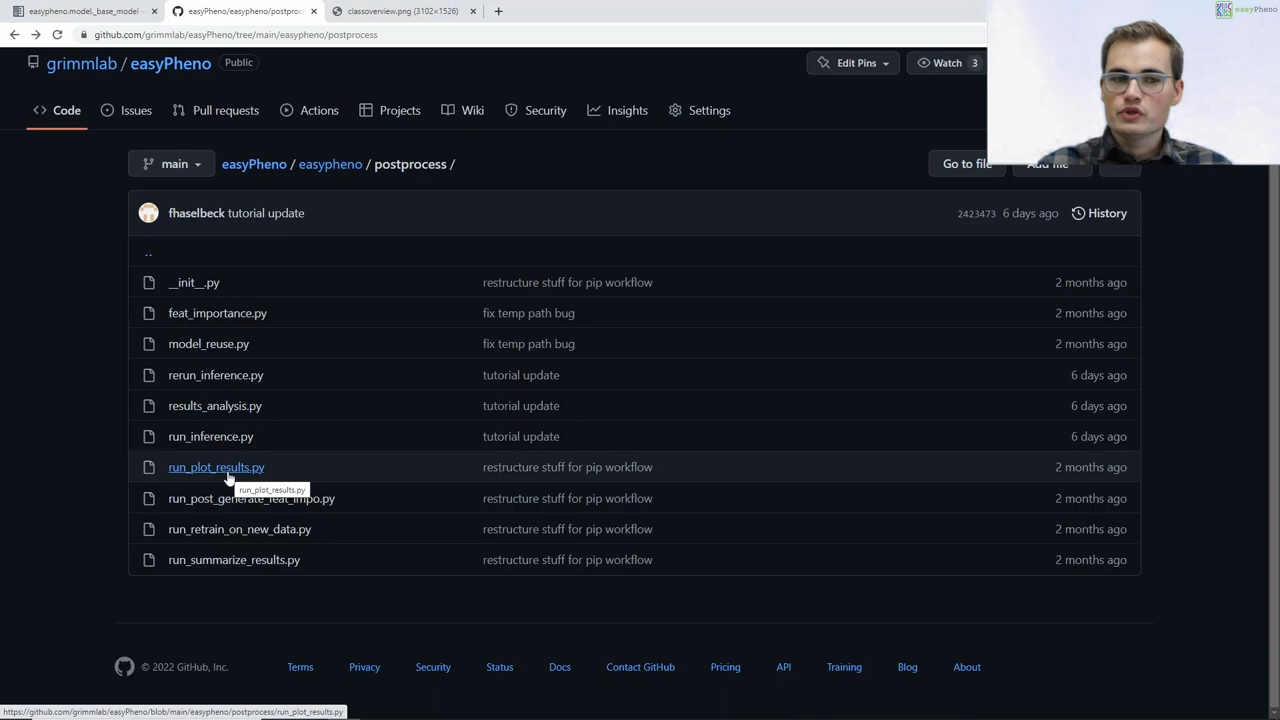 easypheno.model._base_model -
easyPheno/easypheno/postproce
classoverview.png (3102×1526)
github.com/grimmlab/easyPheno/tree/main/easypheno/postprocess
easyPheno
grimmlab / easyPheno Public
Edit Pins
Watch 3
Code
Issues
Pull requests
Actions
Projects
Wiki
Security
Insights
Settings
main
easyPheno / easypheno / postprocess /
Go to file
Add file
fhaselbeck tutorial update
2423473 6 days ago
History
..
__init__.py restructure stuff for pip workflow 2 months ago
feat_importance.py fix temp path bug 2 months ago
model_reuse.py fix temp path bug 2 months ago
rerun_inference.py tutorial update 6 days ago
results_analysis.py tutorial update 6 days ago
run_inference.py tutorial update 6 days ago
run_plot_results.py restructure stuff for pip workflow 2 months ago
run_plot_results.py
run_post_generate_feat_impo.py restructure stuff for pip workflow 2 months ago
run_retrain_on_new_data.py restructure stuff for pip workflow 2 months ago
run_summarize_results.py restructure stuff for pip workflow 2 months ago
© 2022 GitHub, Inc.
Terms
Privacy
Security
Status
Docs
Contact GitHub
Pricing
API
Training
Blog
About
https://github.com/grimmlab/easyPheno/blob/main/easypheno/postprocess/run_plot_results.py